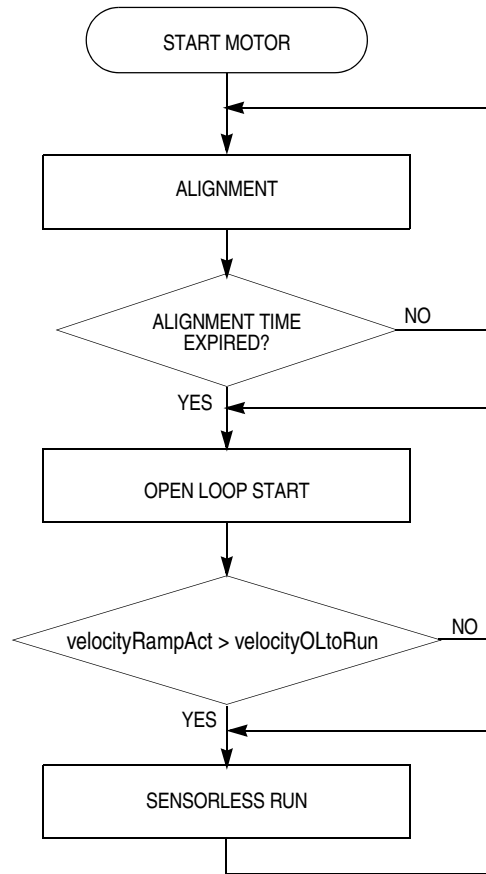 START MOTOR
ALIGNMENT
ALIGNMENT TIME
EXPIRED?
NO
YES
OPEN LOOP START
velocityRampAct > velocityOLtoRun
NO
YES
SENSORLESS RUN